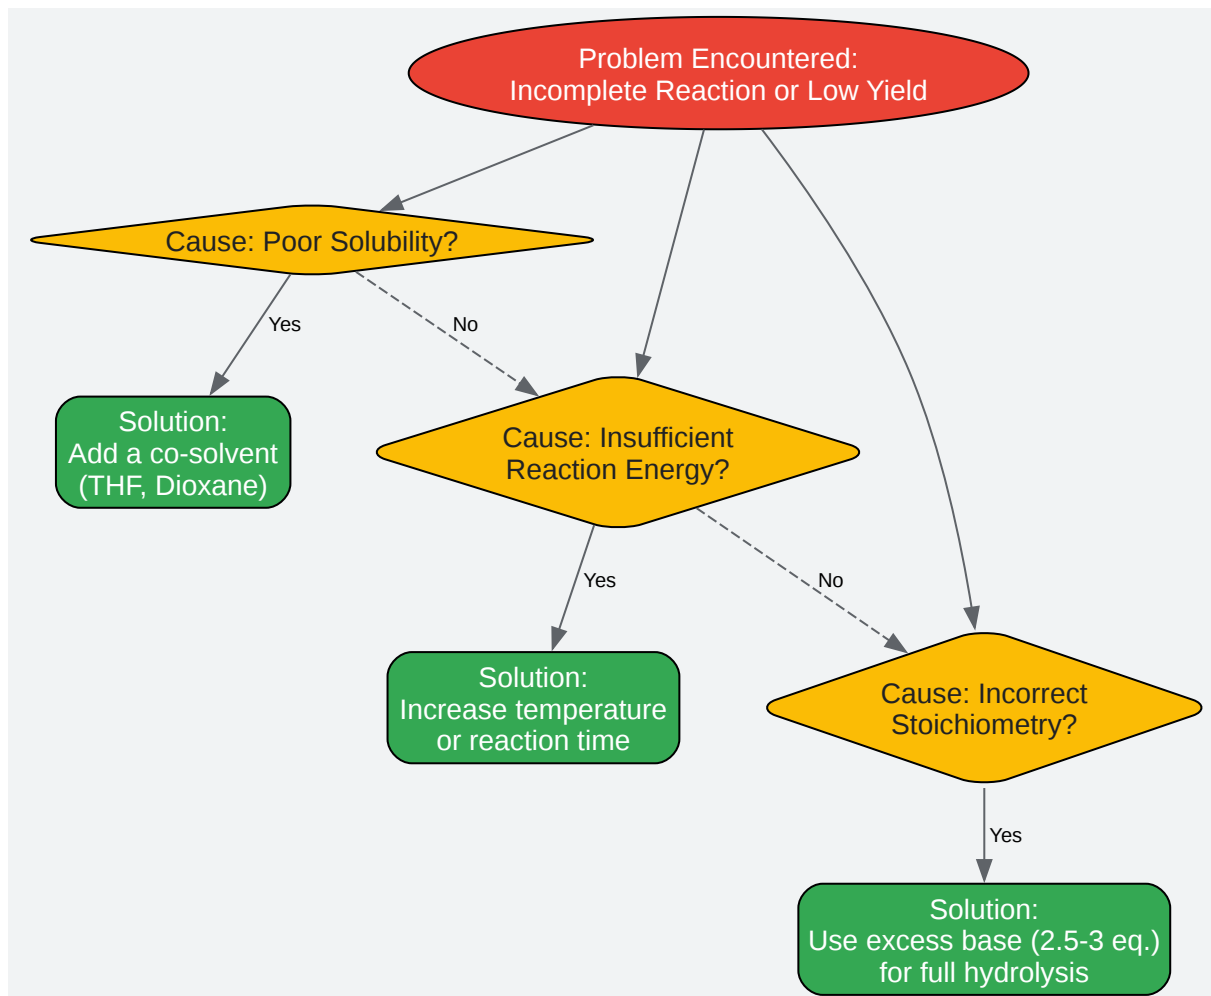 Problem Encountered:
Incomplete Reaction or Low Yield
Cause: Poor Solubility?
Yes
No
Solution:
Add a co-solvent
(THF, Dioxane)
Cause: Insufficient
Reaction Energy?
Yes
No
Solution:
Increase temperature
or reaction time
Cause: Incorrect
Stoichiometry?
Yes
Solution:
Use excess base (2.5-3 eq.)
for full hydrolysis